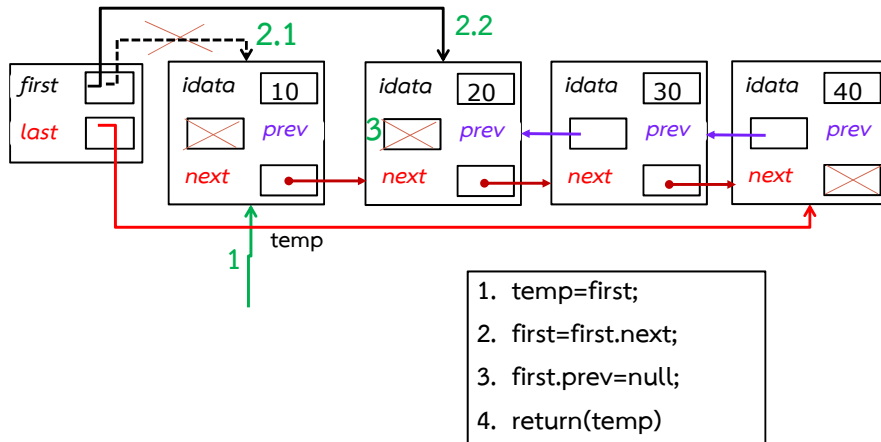 2.1 2.2
first idata 10 idata 20 idata 30 idata 40
last prev 3 prev prev prev
next next next next
temp
1
1. temp=first;
2. first=first.next;
3. first.prev=null;
4. return(temp)